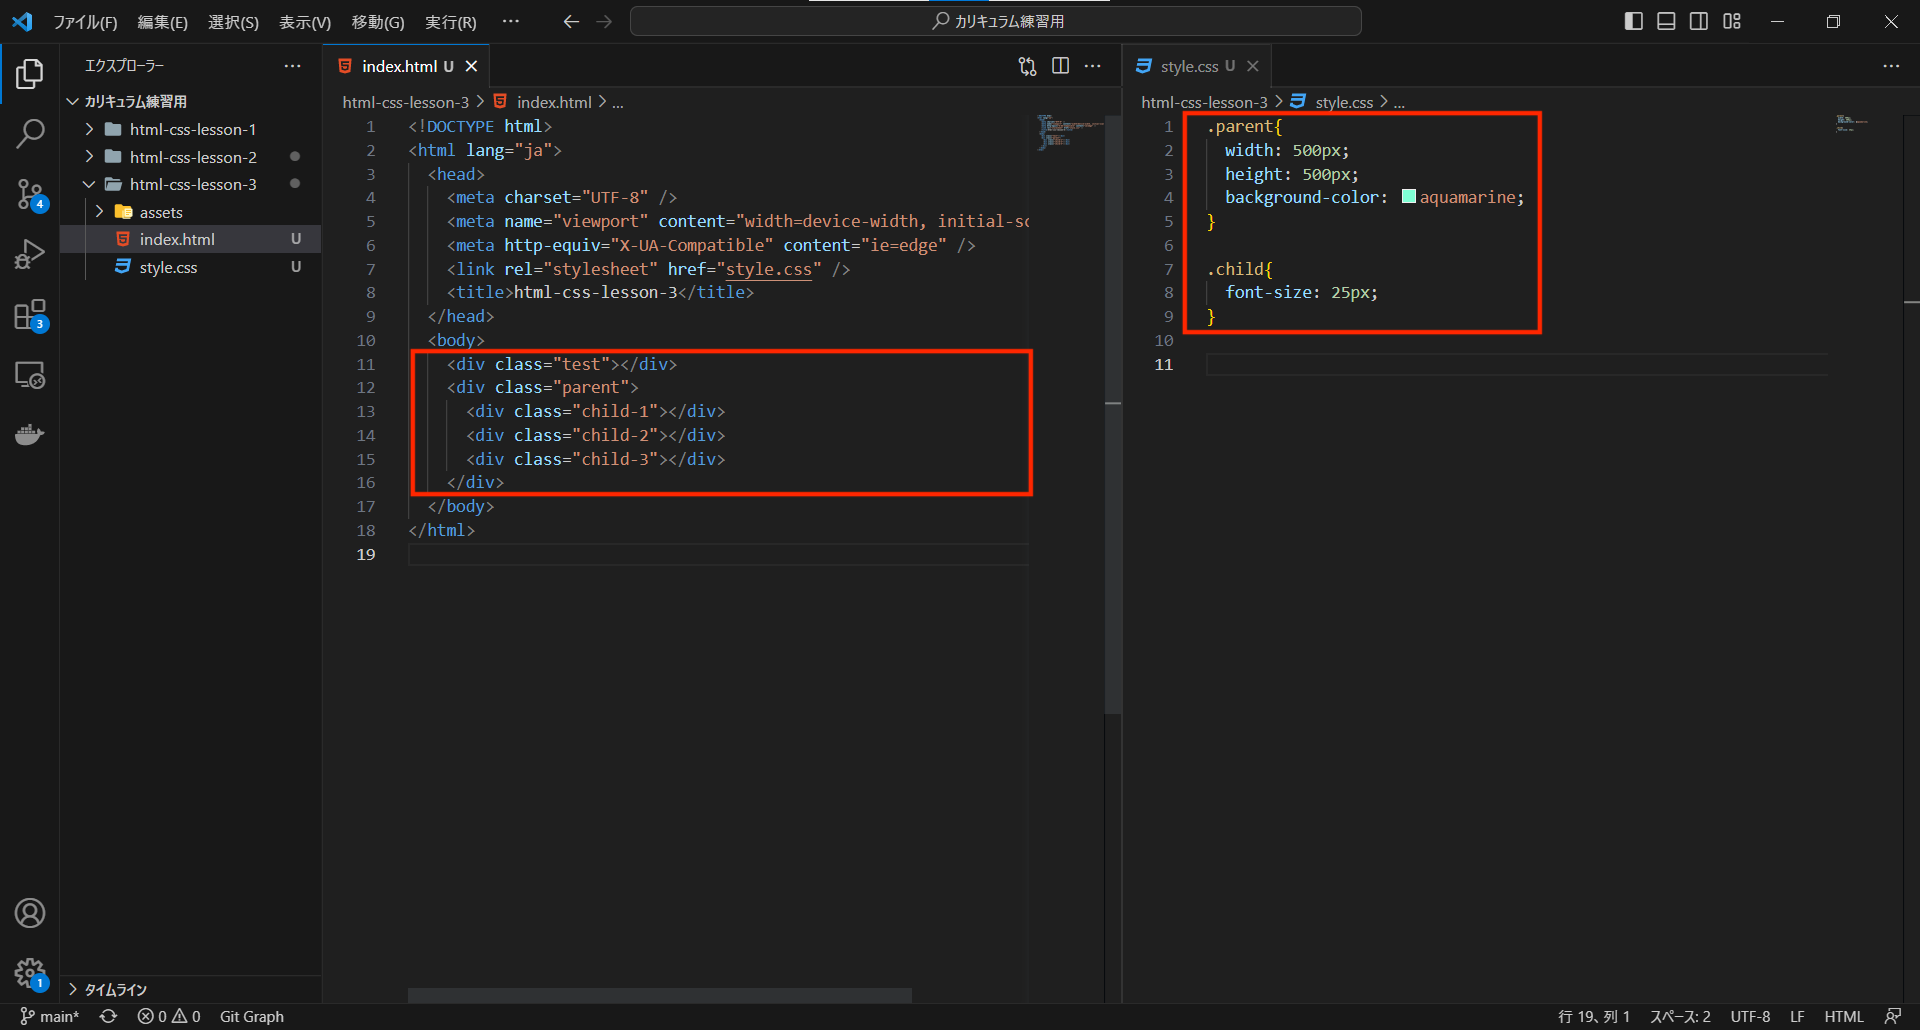 ファイル(F) 編集(E) 選択(S) 表示(V) 移動(G) 実行(R) … カリキュラム練習用
エクスプローラー …
カリキュラム練習用
html-css-lesson-1
html-css-lesson-2
html-css-lesson-3
assets
index.html U
style.css U
タイムライン
4
3
1
index.html U
html-css-lesson-3 > index.html > ...
1 <!DOCTYPE html>
2 <html lang="ja">
3 <head>
4 <meta charset="UTF-8" />
5 <meta name="viewport" content="width=device-width, initial-sc
6 <meta http-equiv="X-UA-Compatible" content="ie=edge" />
7 <link rel="stylesheet" href="style.css" />
8 <title>html-css-lesson-3</title>
9 </head>
10 <body>
11 <div class="test"></div>
12 <div class="parent">
13 <div class="child-1"></div>
14 <div class="child-2"></div>
15 <div class="child-3"></div>
16 </div>
17 </body>
18 </html>
19
style.css U
html-css-lesson-3 > style.css > ...
1 .parent{
2 width: 500px;
3 height: 500px;
4 background-color: aquamarine;
5 }
6
7 .child{
8 font-size: 25px;
9 }
10
11
main* 0 0 Git Graph 行 19、列 1 スペース: 2 UTF-8 LF HTML